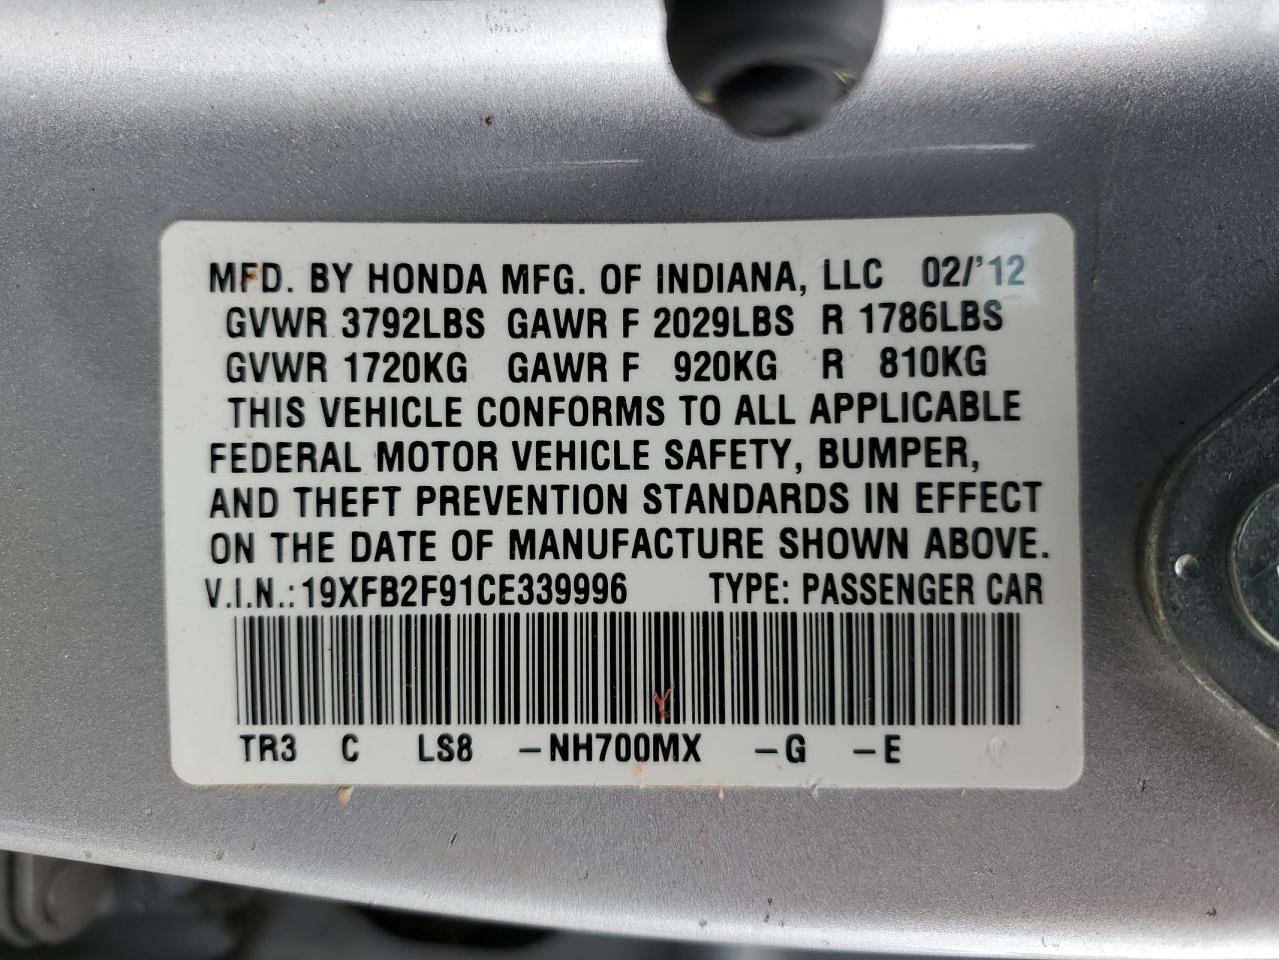 MFD. BY HONDA MFG. OF INDIANA, LLC 02/'12
GVWR 3792LBS GAWR F 2029LBS R 1786LBS
GVWR 1720KG GAWR F 920KG R 810KG
THIS VEHICLE CONFORMS TO ALL APPLICABLE
FEDERAL MOTOR VEHICLE SAFETY, BUMPER,
AND THEFT PREVENTION STANDARDS IN EFFECT
ON THE DATE OF MANUFACTURE SHOWN ABOVE.
V.I.N.: 19XFB2F91CE339996 TYPE: PASSENGER CAR
TR3 C LS8 -NH700MX -G -E